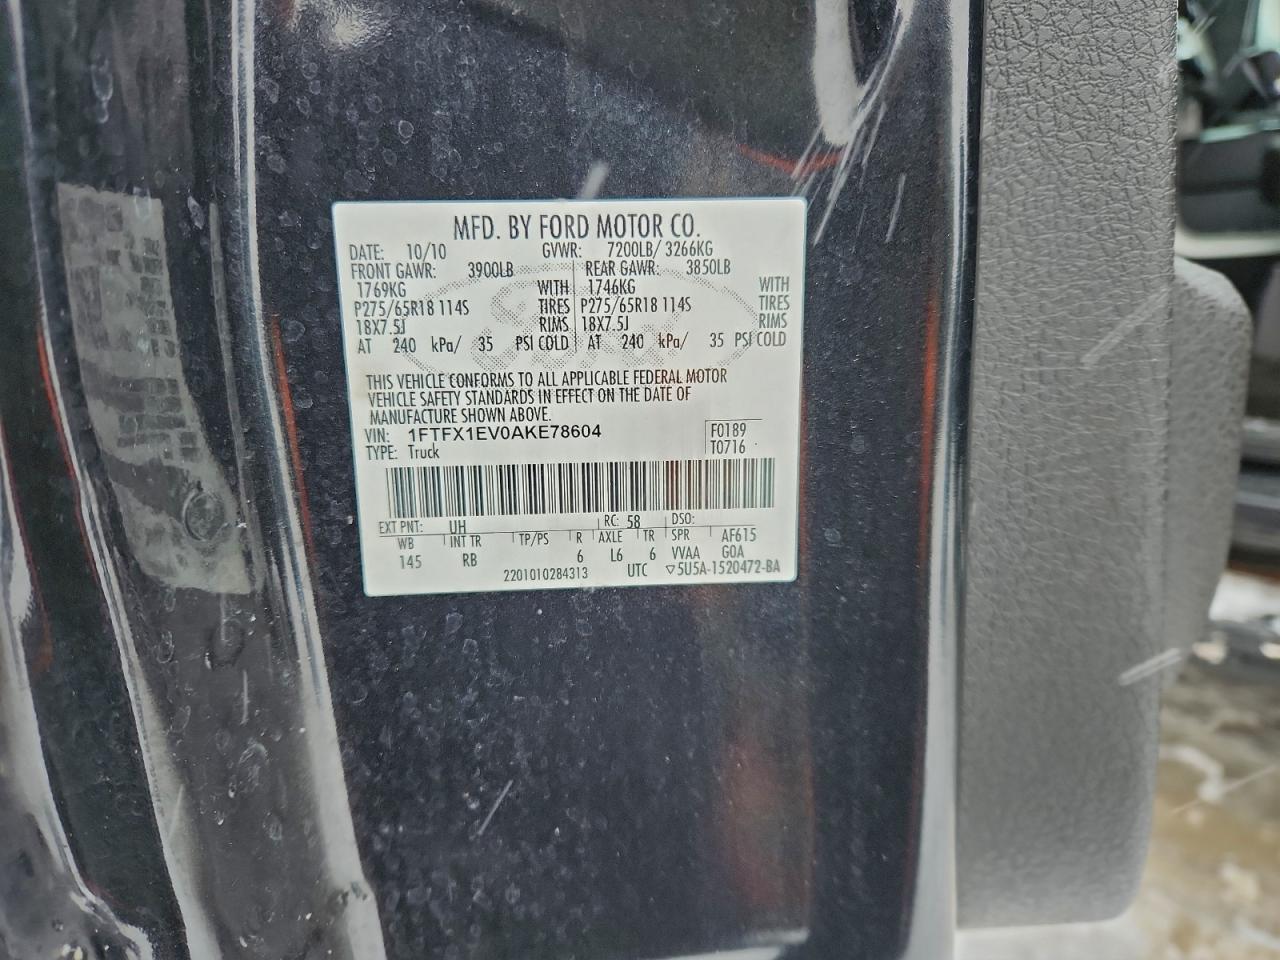 MFD. BY FORD MOTOR CO.
DATE: 10/10 GVWR: 7200LB/ 3266KG
FRONT GAWR: 3900LB REAR GAWR: 3850LB
1769KG WITH 1746KG WITH
P275/65R18 114S TIRES P275/65R18 114S TIRES
18X7.5J RIMS 18X7.5J RIMS
AT 240 kPa/ 35 PSI COLD AT 240 kPa/ 35 PSI COLD
THIS VEHICLE CONFORMS TO ALL APPLICABLE FEDERAL MOTOR
VEHICLE SAFETY STANDARDS IN EFFECT ON THE DATE OF
MANUFACTURE SHOWN ABOVE.
VIN: 1FTFX1EV0AKE78604 F0189
TYPE: Truck T0716
EXT PNT: UH RC: 58 DSO:
WB INT TR TP/PS R AXLE TR SPR AF615
145 RB 6 L6 6 VVAA G0A
2201010284313 UTC ▽5U5A-1520472-BA